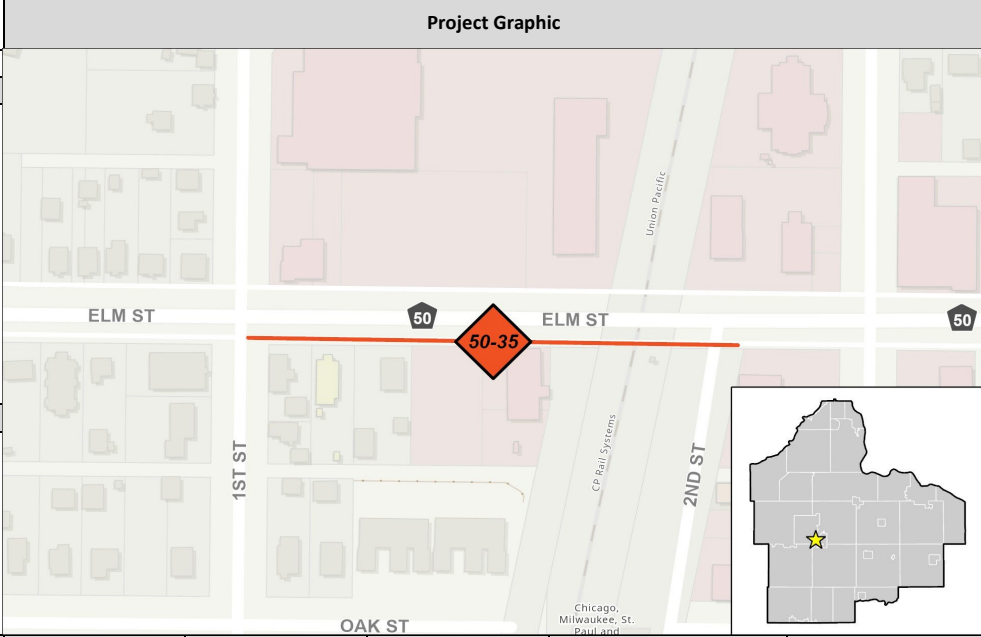 Project Graphic
Union Pacific
ELM ST
50
ELM ST
50
50-35
1ST ST
CP Rail Systems
2ND ST
OAK ST
Chicago,
Milwaukee, St.
Paul and